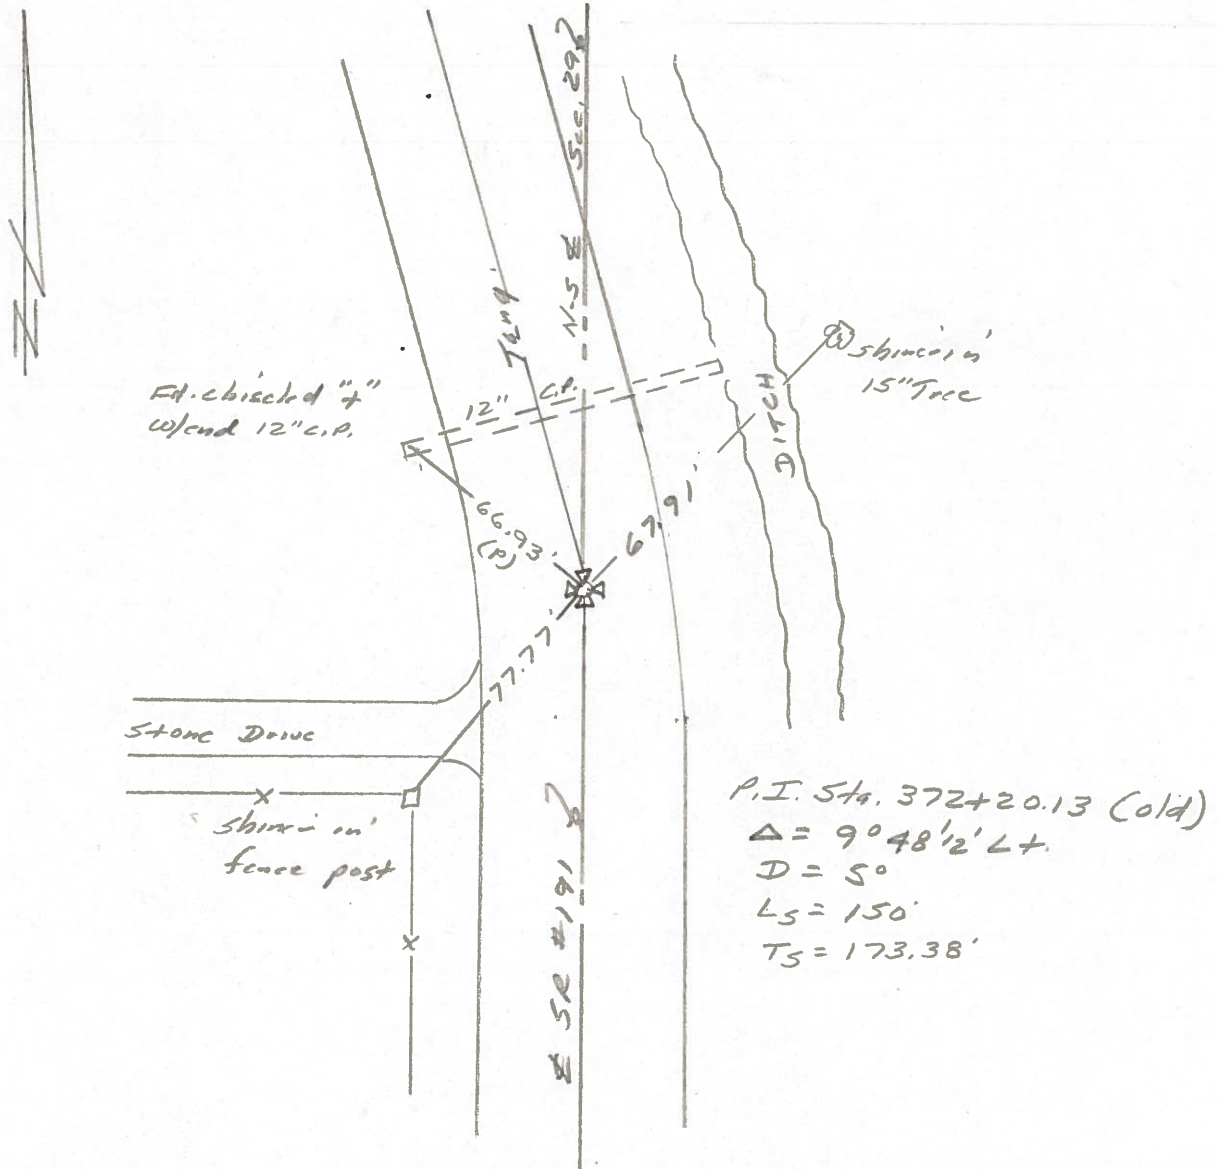 N
Sec. 29
N-S ℄
Tang.
Fd. chiseled "+"
w/end 12" C.P.
12" C.P.
shiner in
15" Tree
DITCH
66.93'
(P)
67.91'
77.77'
Stone Drive
shiner in
fence post
℄ SR #191
P.I. Sta. 372+20.13 (old)
Δ = 9° 48 1/2' Lt.
D = 5°
Ls = 150'
Ts = 173.38'